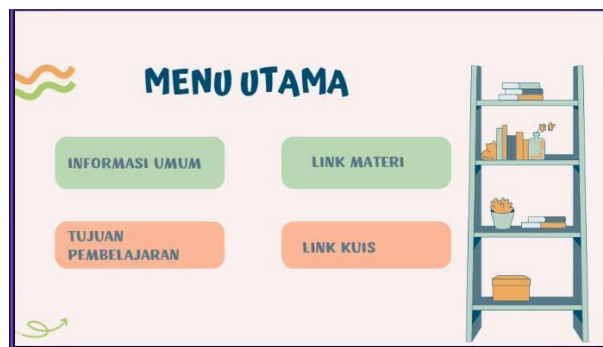 MENU UTAMA
INFORMASI UMUM
LINK MATERI
TUJUAN
PEMBELAJARAN
LINK KUIS